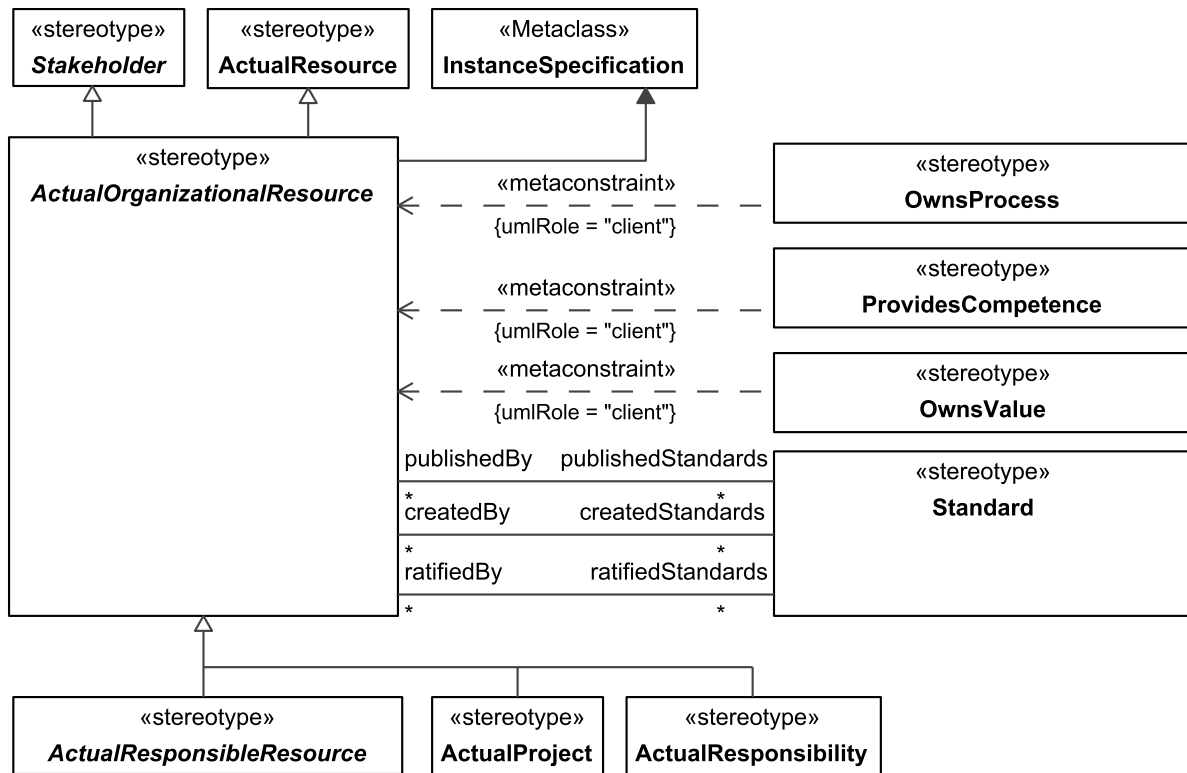 «stereotype»
Stakeholder
«stereotype»
ActualResource
«Metaclass»
InstanceSpecification
«stereotype»
ActualOrganizationalResource
«metaconstraint»
{umlRole = "client"}
«stereotype»
OwnsProcess
«metaconstraint»
{umlRole = "client"}
«stereotype»
ProvidesCompetence
«metaconstraint»
{umlRole = "client"}
«stereotype»
OwnsValue
publishedBy publishedStandards
* *
createdBy createdStandards
* *
ratifiedBy ratifiedStandards
* *
«stereotype»
Standard
«stereotype»
ActualResponsibleResource
«stereotype»
ActualProject
«stereotype»
ActualResponsibility